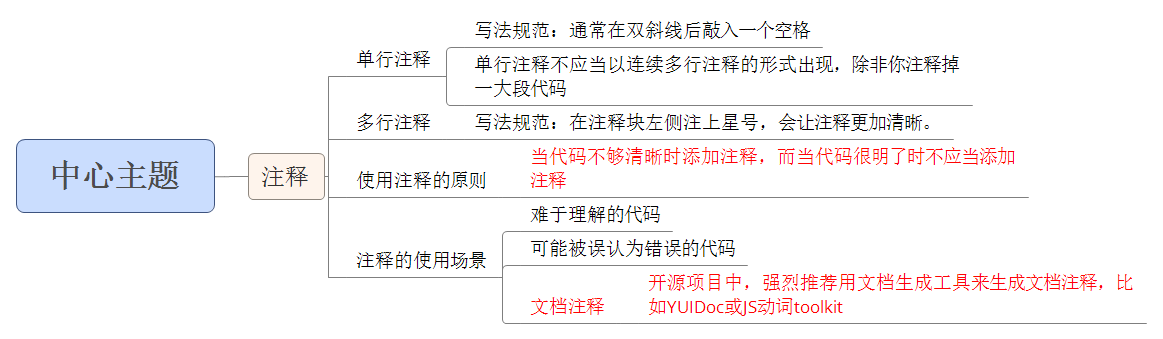 中心主题
注释
单行注释
写法规范：通常在双斜线后敲入一个空格
单行注释不应当以连续多行注释的形式出现，除非你注释掉
一大段代码
多行注释
写法规范：在注释块左侧注上星号，会让注释更加清晰。
使用注释的原则
当代码不够清晰时添加注释，而当代码很明了时不应当添加
注释
注释的使用场景
难于理解的代码
可能被误认为错误的代码
文档注释
开源项目中，强烈推荐用文档生成工具来生成文档注释，比
如YUIDoc或JS动词toolkit